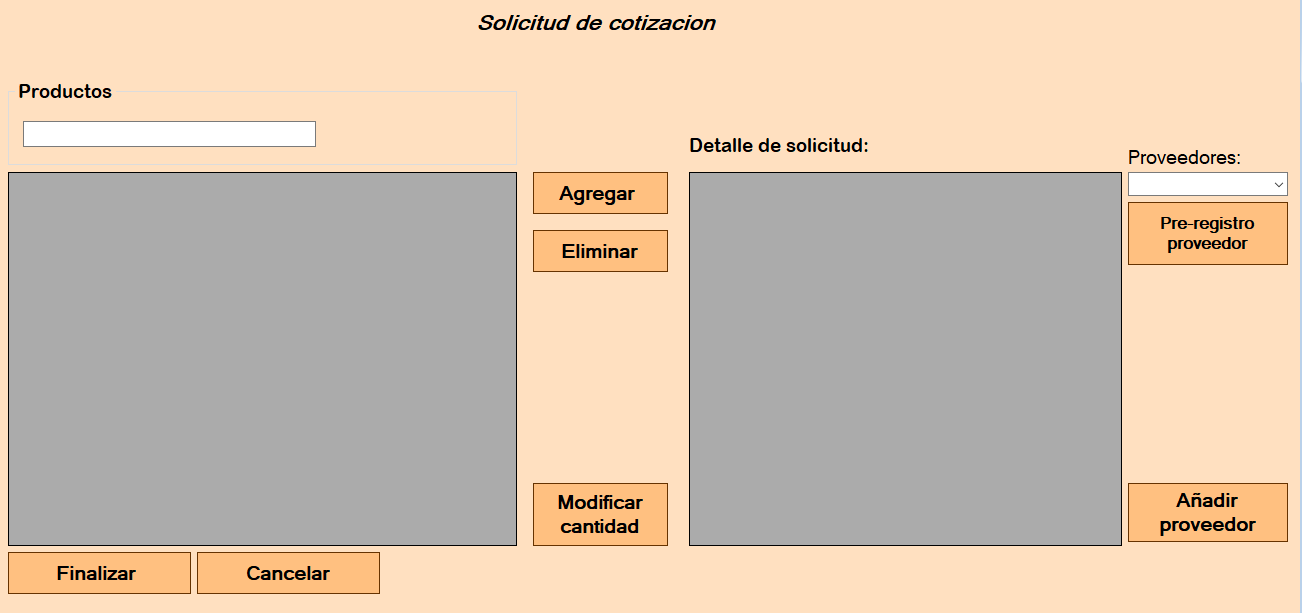 Solicitud de cotizacion
Productos
Detalle de solicitud:
Proveedores:
Agregar
Pre-registro
proveedor
Eliminar
Modificar
cantidad
Añadir
proveedor
Finalizar
Cancelar